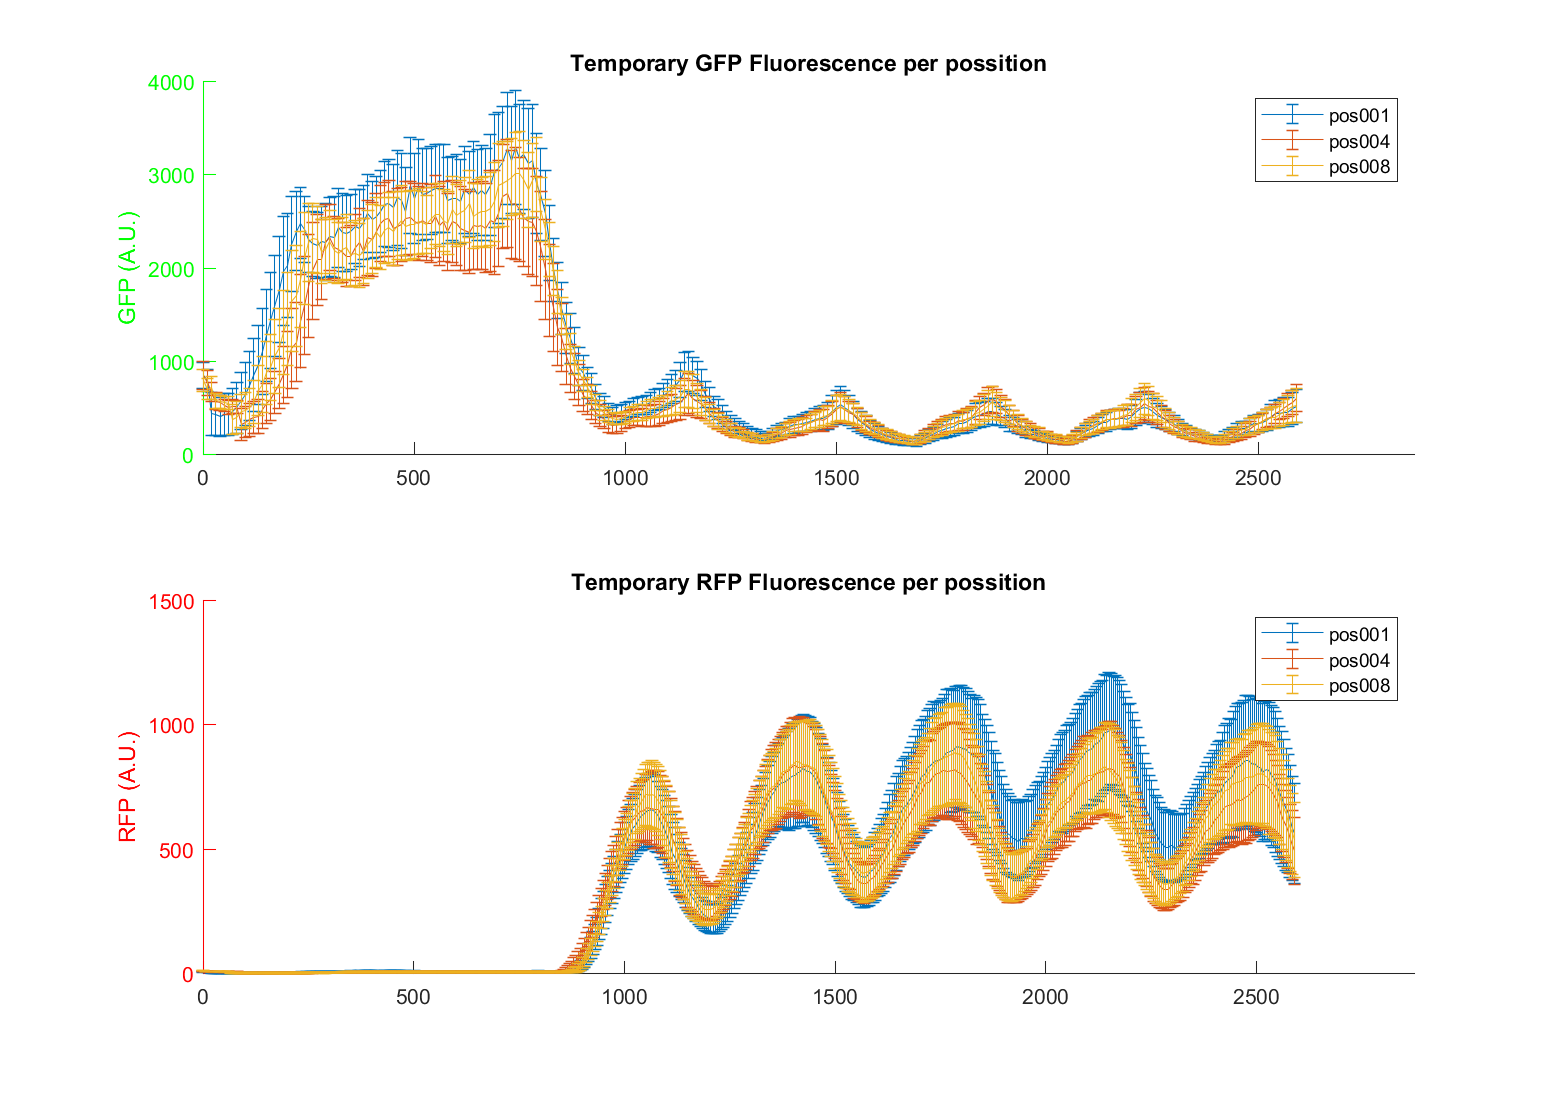 Temporary GFP Fluorescence per possition
4000
3000
2000
1000
0
GFP (A.U.)
0 500 1000 1500 2000 2500
pos001
pos004
pos008
Temporary RFP Fluorescence per possition
1500
1000
500
0
RFP (A.U.)
0 500 1000 1500 2000 2500
pos001
pos004
pos008